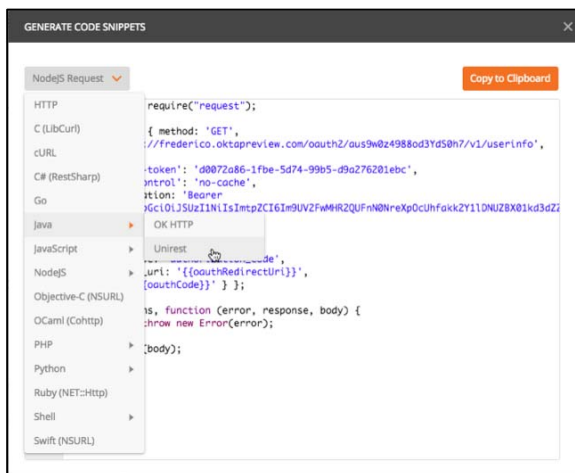 GENERATE CODE SNIPPETS
NodeJS Request
Copy to Clipboard
HTTP
require("request");
C (LibCurl)
{ method: 'GET',
://frederico.oktapreview.com/oauth2/aus9w0z4988od3YdS0h7/v1/userinfo',
cURL
-token': 'd0072a86-1fbe-5d74-99b5-d9a276201ebc',
C# (RestSharp)
ontrol': 'no-cache',
ation: 'Bearer
Go
Java
OK HTTP
JavaScript
Unirest
_uri: '{{oauthRedirectUri}}',
NodeJS
oauthCode}}' } };
Objective-C (NSURL)
ns, function (error, response, body) {
OCaml (Cohttp)
throw new Error(error);
PHP
(body);
Python
Ruby (NET::Http)
Shell
Swift (NSURL)